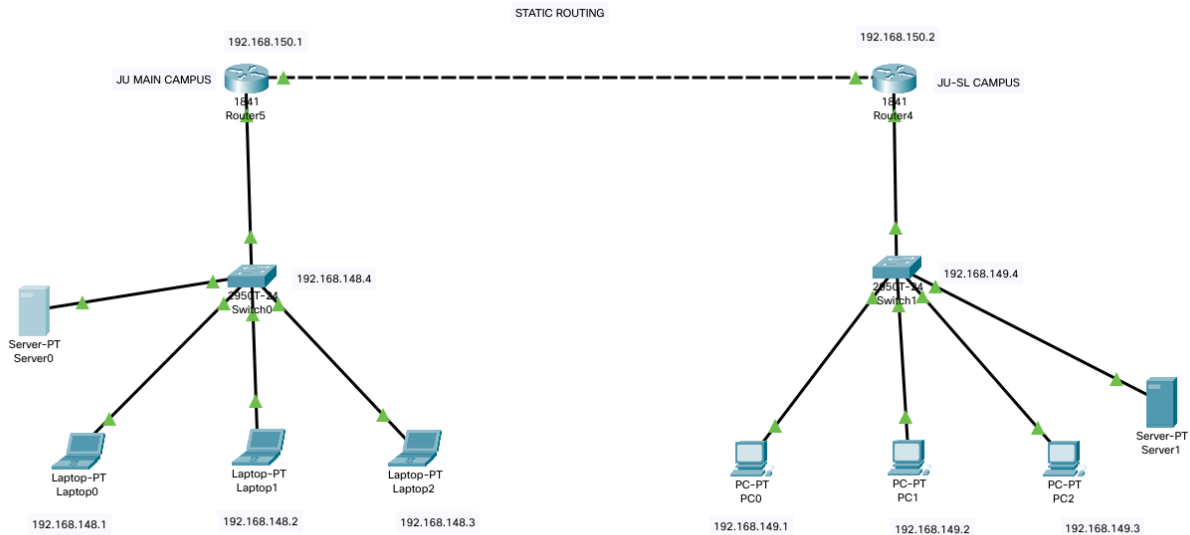 STATIC ROUTING
192.168.150.1
192.168.150.2
JU MAIN CAMPUS
JU-SL CAMPUS
1841
Router5
1841
Router4
192.168.148.4
192.168.149.4
2950T-24
Switch0
2950T-24
Switch1
Server-PT
Server0
Server-PT
Server1
Laptop-PT
Laptop0
Laptop-PT
Laptop1
Laptop-PT
Laptop2
PC-PT
PC0
PC-PT
PC1
PC-PT
PC2
192.168.148.1
192.168.148.2
192.168.148.3
192.168.149.1
192.168.149.2
192.168.149.3